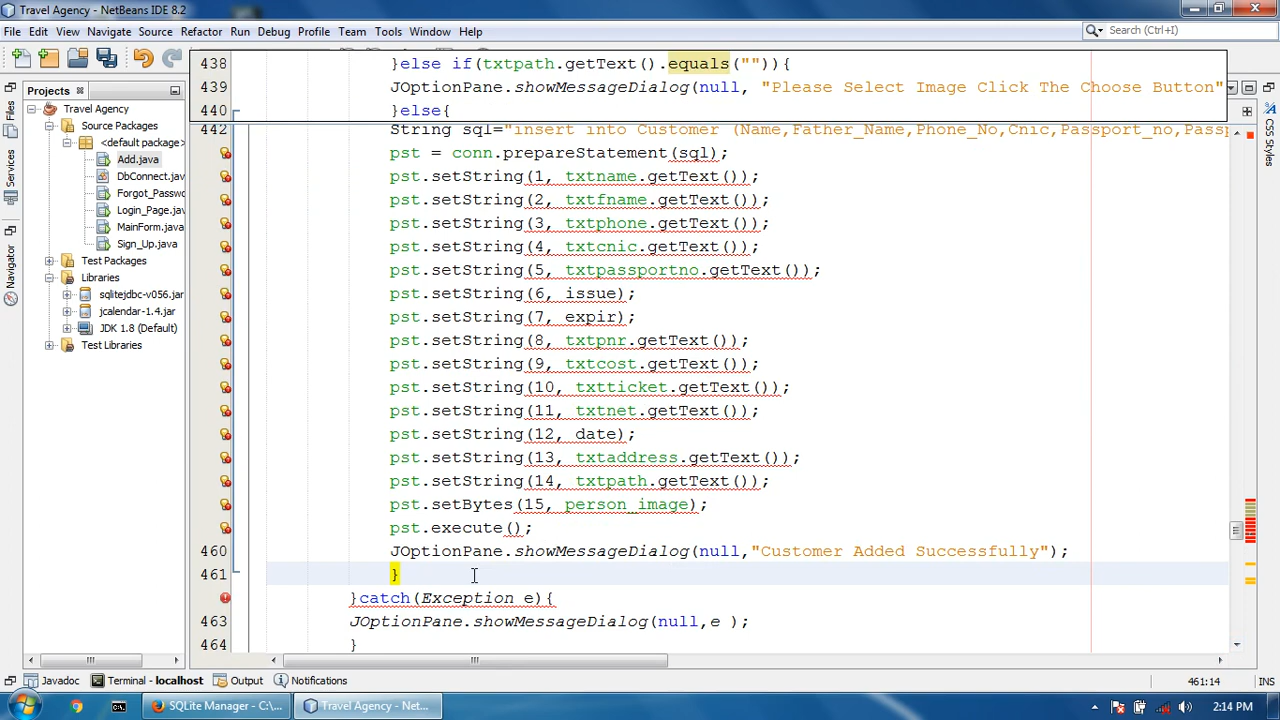 Travel Agency - NetBeans IDE 8.2
File Edit View Navigate Source Refactor Run Debug Profile Team Tools Window Help
Search (Ctrl+I)
Projects
Files
Services
Navigator
Travel Agency
Source Packages
<default package>
Add.java
DbConnect.java
Forgot_Passwo
Login_Page.jav
MainForm.java
Sign_Up.java
Test Packages
Libraries
sqlitejdbc-v056.jar
jcalendar-1.4.jar
JDK 1.8 (Default)
Test Libraries
438 }else if(txtpath.getText().equals("")){
439 JOptionPane.showMessageDialog(null, "Please Select Image Click The Choose Button"
440 }else{
442 String sql="insert into Customer (Name,Father_Name,Phone_No,Cnic,Passport_no,Passp
pst = conn.prepareStatement(sql);
pst.setString(1, txtname.getText());
pst.setString(2, txtfname.getText());
pst.setString(3, txtphone.getText());
pst.setString(4, txtcnic.getText());
pst.setString(5, txtpassportno.getText());
pst.setString(6, issue);
pst.setString(7, expir);
pst.setString(8, txtpnr.getText());
pst.setString(9, txtcost.getText());
pst.setString(10, txtticket.getText());
pst.setString(11, txtnet.getText());
pst.setString(12, date);
pst.setString(13, txtaddress.getText());
pst.setString(14, txtpath.getText());
pst.setBytes(15, person_image);
pst.execute();
460 JOptionPane.showMessageDialog(null,"Customer Added Successfully");
461 }
}catch(Exception e){
463 JOptionPane.showMessageDialog(null,e );
464 }
Tasks
Javadoc Terminal - localhost Output Notifications
461:14 INS
SQLite Manager - C:\... Travel Agency - Net... 2:14 PM